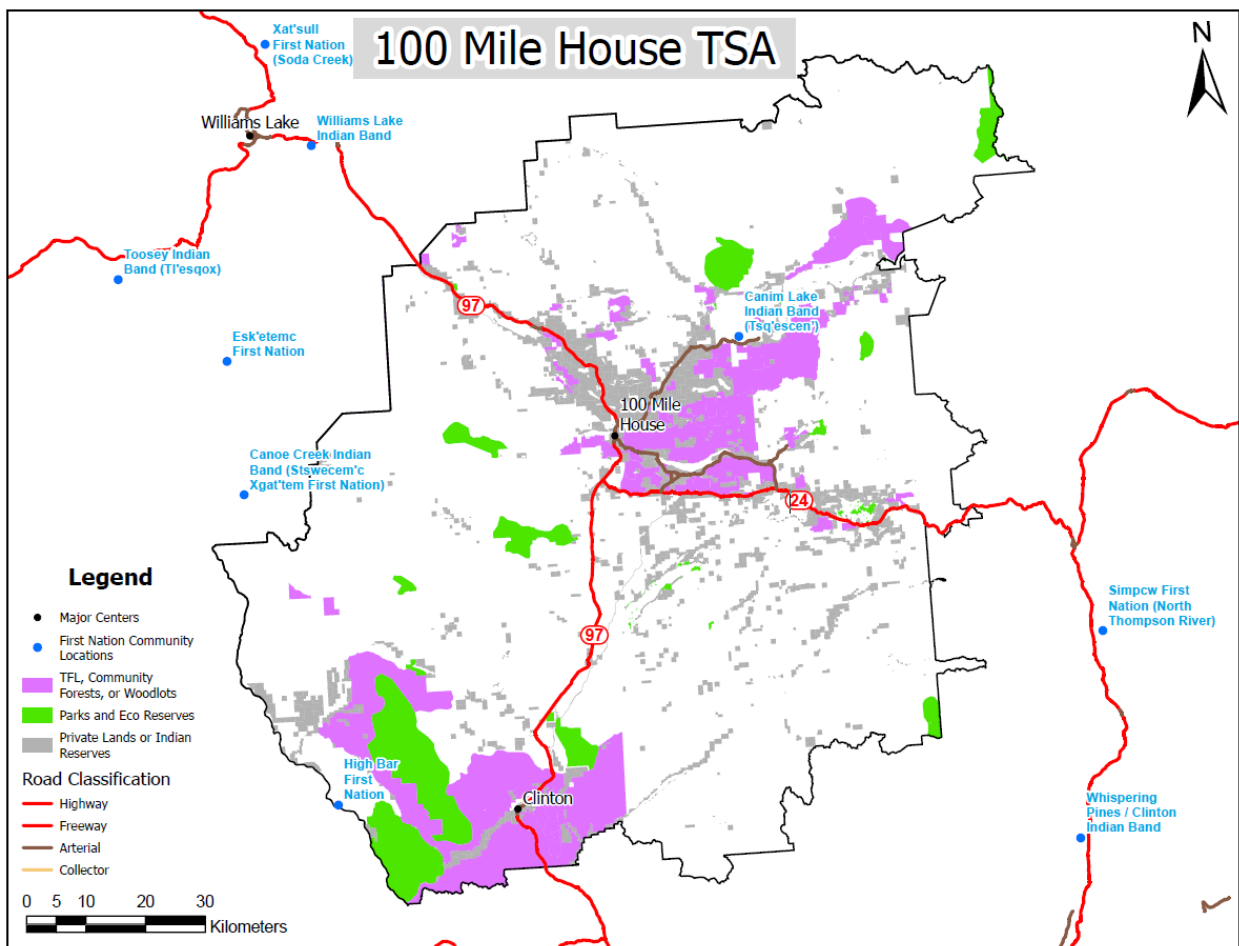 100 Mile House TSA
N
Xat'sull
First Nation
(Soda Creek)
Williams Lake
Williams Lake
Indian Band
Toosey Indian
Band (Tl'esqox)
97
Canim Lake
Indian Band
(Tsq'escen')
Esk'etemc
First Nation
100 Mile
House
Canoe Creek Indian
Band (Stswecem'c
Xgat'tem First Nation)
24
97
Simpcw First
Nation (North
Thompson River)
High Bar
First
Nation
Clinton
Whispering
Pines / Clinton
Indian Band
Legend
Major Centers
First Nation Community
Locations
TFL, Community
Forests, or Woodlots
Parks and Eco Reserves
Private Lands or Indian
Reserves
Road Classification
Highway
Freeway
Arterial
Collector
0 5 10 20 30
Kilometers